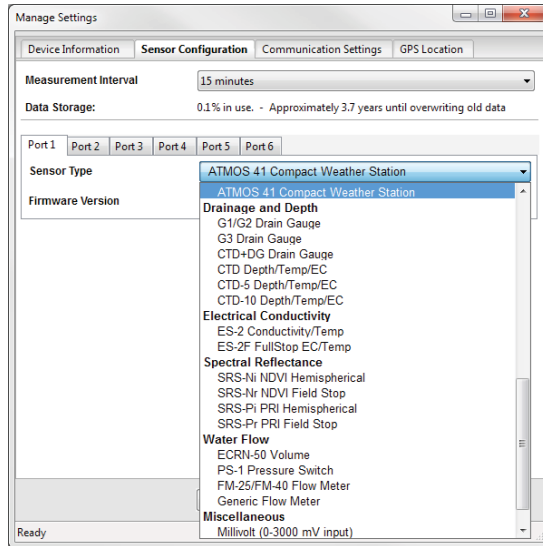 Manage Settings
Device Information Sensor Configuration Communication Settings GPS Location
Measurement Interval 15 minutes
Data Storage: 0.1% in use. - Approximately 3.7 years until overwriting old data
Port 1 Port 2 Port 3 Port 4 Port 5 Port 6
Sensor Type ATMOS 41 Compact Weather Station
ATMOS 41 Compact Weather Station
Firmware Version
Drainage and Depth
G1/G2 Drain Gauge
G3 Drain Gauge
CTD+DG Drain Gauge
CTD Depth/Temp/EC
CTD-5 Depth/Temp/EC
CTD-10 Depth/Temp/EC
Electrical Conductivity
ES-2 Conductivity/Temp
ES-2F FullStop EC/Temp
Spectral Reflectance
SRS-Ni NDVI Hemispherical
SRS-Nr NDVI Field Stop
SRS-Pi PRI Hemispherical
SRS-Pr PRI Field Stop
Water Flow
ECRN-50 Volume
PS-1 Pressure Switch
FM-25/FM-40 Flow Meter
Generic Flow Meter
Miscellaneous
Millivolt (0-3000 mV input)
Ready